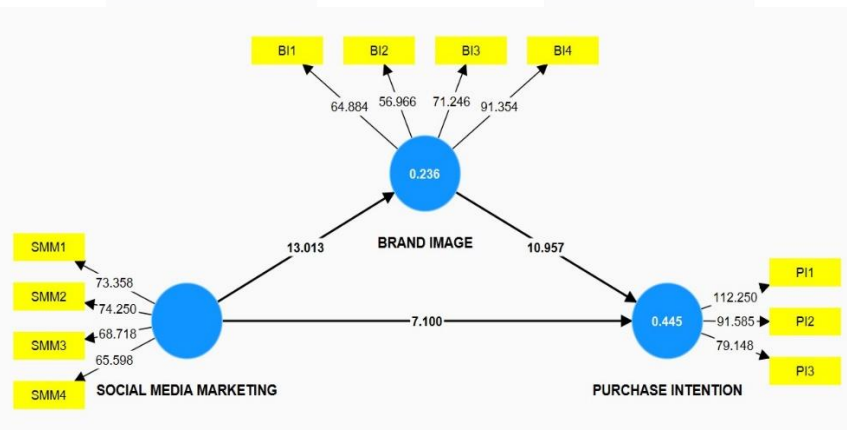 BI1 BI2 BI3 BI4
64.884 56.966 71.246 91.354
0.236
BRAND IMAGE
13.013 10.957
SMM1
SMM2
SMM3
SMM4
73.358
74.250
68.718
65.598
SOCIAL MEDIA MARKETING
7.100
0.445
PURCHASE INTENTION
112.250
91.585
79.148
PI1
PI2
PI3